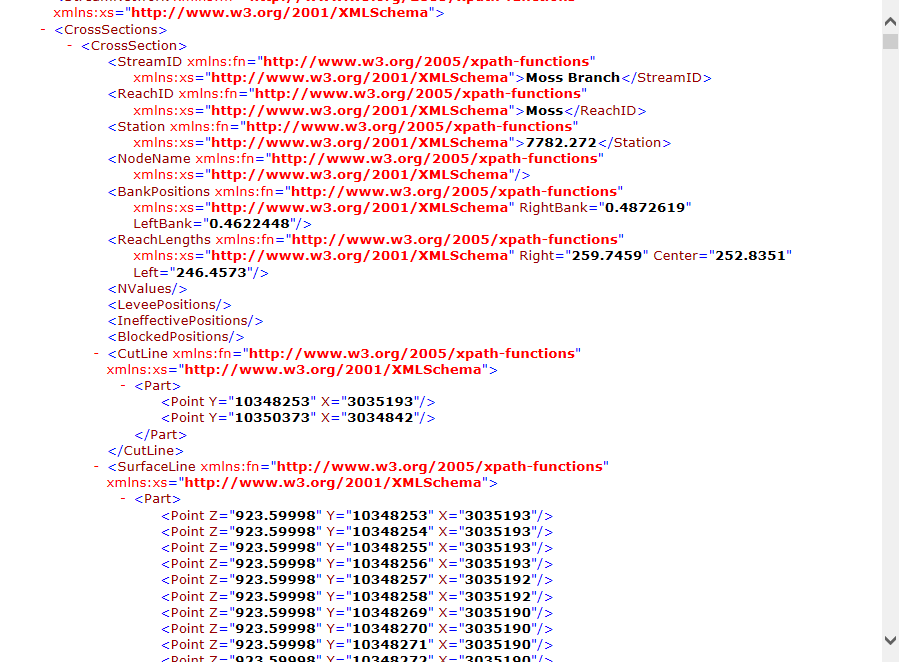 xmlns:xs="http://www.w3.org/2001/XMLSchema">
- <CrossSections>
- <CrossSection>
<StreamID xmlns:fn="http://www.w3.org/2005/xpath-functions"
xmlns:xs="http://www.w3.org/2001/XMLSchema">Moss Branch</StreamID>
<ReachID xmlns:fn="http://www.w3.org/2005/xpath-functions"
xmlns:xs="http://www.w3.org/2001/XMLSchema">Moss</ReachID>
<Station xmlns:fn="http://www.w3.org/2005/xpath-functions"
xmlns:xs="http://www.w3.org/2001/XMLSchema">7782.272</Station>
<NodeName xmlns:fn="http://www.w3.org/2005/xpath-functions"
xmlns:xs="http://www.w3.org/2001/XMLSchema"/>
<BankPositions xmlns:fn="http://www.w3.org/2005/xpath-functions"
xmlns:xs="http://www.w3.org/2001/XMLSchema" RightBank="0.4872619"
LeftBank="0.4622448"/>
<ReachLengths xmlns:fn="http://www.w3.org/2005/xpath-functions"
xmlns:xs="http://www.w3.org/2001/XMLSchema" Right="259.7459" Center="252.8351"
Left="246.4573"/>
<NValues/>
<LeveePositions/>
<IneffectivePositions/>
<BlockedPositions/>
- <CutLine xmlns:fn="http://www.w3.org/2005/xpath-functions"
xmlns:xs="http://www.w3.org/2001/XMLSchema">
- <Part>
<Point Y="10348253" X="3035193"/>
<Point Y="10350373" X="3034842"/>
</Part>
</CutLine>
- <SurfaceLine xmlns:fn="http://www.w3.org/2005/xpath-functions"
xmlns:xs="http://www.w3.org/2001/XMLSchema">
- <Part>
<Point Z="923.59998" Y="10348253" X="3035193"/>
<Point Z="923.59998" Y="10348254" X="3035193"/>
<Point Z="923.59998" Y="10348255" X="3035193"/>
<Point Z="923.59998" Y="10348256" X="3035193"/>
<Point Z="923.59998" Y="10348257" X="3035192"/>
<Point Z="923.59998" Y="10348258" X="3035192"/>
<Point Z="923.59998" Y="10348269" X="3035190"/>
<Point Z="923.59998" Y="10348270" X="3035190"/>
<Point Z="923.59998" Y="10348271" X="3035190"/>
<Point Z="923.59998" Y="10348272" X="3035190"/>